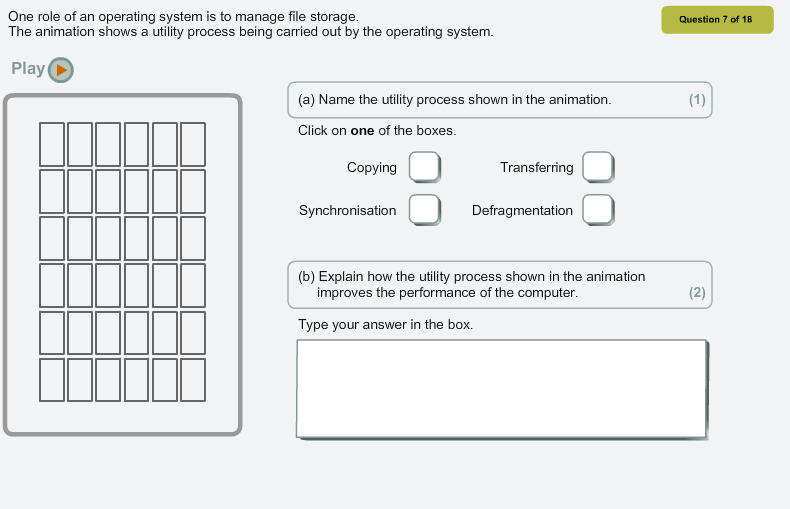 One role of an operating system is to manage file storage.
The animation shows a utility process being carried out by the operating system.
Question 7 of 18
Play
(a) Name the utility process shown in the animation. (1)
Click on one of the boxes.
Copying Transferring
Synchronisation Defragmentation
(b) Explain how the utility process shown in the animation
improves the performance of the computer. (2)
Type your answer in the box.